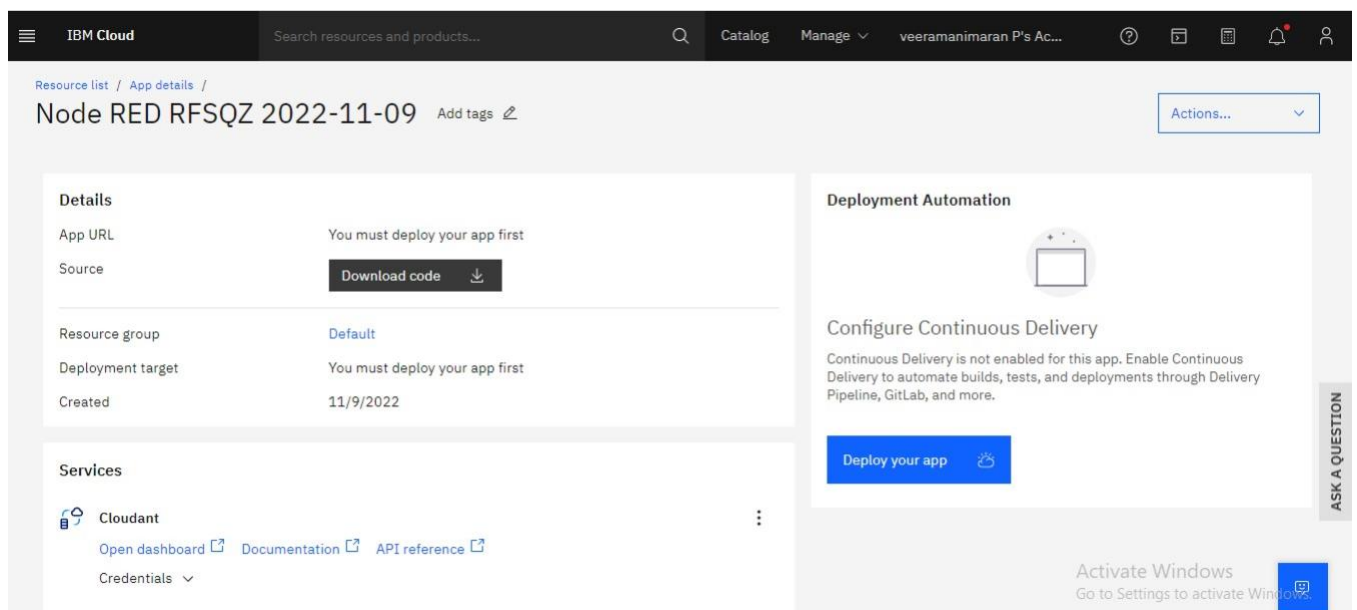 IBM Cloud
Search resources and products...
Catalog
Manage
veeramanimaran P's Ac...
Resource list / App details /
Node RED RFSQZ 2022-11-09
Add tags
Actions...
Details
App URL
You must deploy your app first
Source
Download code
Resource group
Default
Deployment target
You must deploy your app first
Created
11/9/2022
Services
Cloudant
Open dashboard
Documentation
API reference
Credentials
Deployment Automation
Configure Continuous Delivery
Continuous Delivery is not enabled for this app. Enable Continuous
Delivery to automate builds, tests, and deployments through Delivery
Pipeline, GitLab, and more.
Deploy your app
ASK A QUESTION
Activate Windows
Go to Settings to activate Windows.